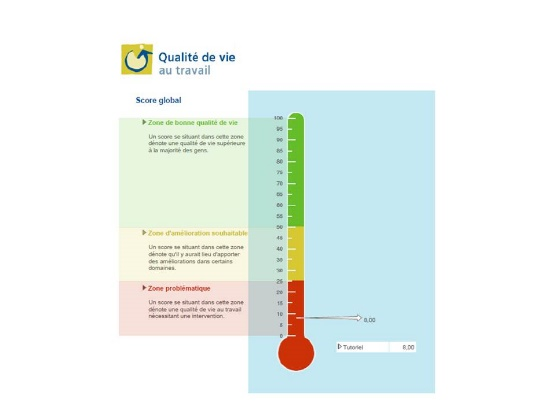 Qualité de vie
au travail
Score global
Zone de bonne qualité de vie
Un score se situant dans cette zone
dénote une qualité de vie supérieure
à la majorité des gens.
Zone d'amélioration souhaitable
Un score se situant dans cette zone
dénote qu'il y aurait lieu d'apporter
des améliorations dans certains
domaines.
Zone problématique
Un score se situant dans cette zone
dénote une qualité de vie au travail
nécessitant une intervention.
100
95
90
85
80
75
70
65
60
55
50
45
40
35
30
25
20
15
10
5
0
8,00
Tutoriel 8,00